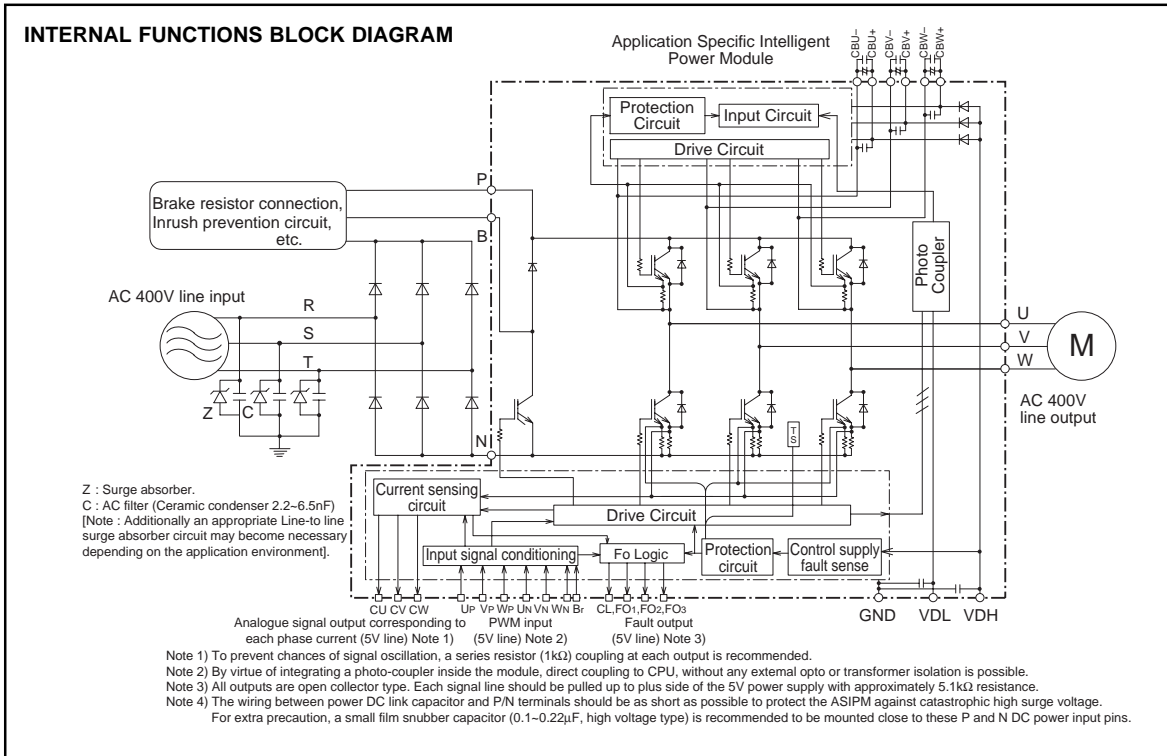 INTERNAL FUNCTIONS BLOCK DIAGRAM
Application Specific Intelligent
Power Module
CBU–
CBU+
CBV–
CBV+
CBW–
CBW+
Protection
Circuit
Input Circuit
Drive Circuit
P
Brake resistor connection,
Inrush prevention circuit,
etc.
B
Photo
Coupler
AC 400V line input
R
S
T
Z
C
N
U
V
W
M
AC 400V
line output
TS
Z : Surge absorber.
C : AC filter (Ceramic condenser 2.2~6.5nF)
[Note : Additionally an appropriate Line-to line
surge absorber circuit may become necessary
depending on the application environment].
Current sensing
circuit
Drive Circuit
Input signal conditioning
Fo Logic
Protection
circuit
Control supply
fault sense
CU CV CW
UP VP WP UN VN WN Br
CL,FO1,FO2,FO3
GND VDL VDH
Analogue signal output corresponding to
each phase current (5V line) Note 1)
PWM input
(5V line) Note 2)
Fault output
(5V line) Note 3)
Note 1) To prevent chances of signal oscillation, a series resistor (1kΩ) coupling at each output is recommended.
Note 2) By virtue of integrating a photo-coupler inside the module, direct coupling to CPU, without any external opto or transformer isolation is possible.
Note 3) All outputs are open collector type. Each signal line should be pulled up to plus side of the 5V power supply with approximately 5.1kΩ resistance.
Note 4) The wiring between power DC link capacitor and P/N terminals should be as short as possible to protect the ASIPM against catastrophic high surge voltage.
For extra precaution, a small film snubber capacitor (0.1~0.22μF, high voltage type) is recommended to be mounted close to these P and N DC power input pins.